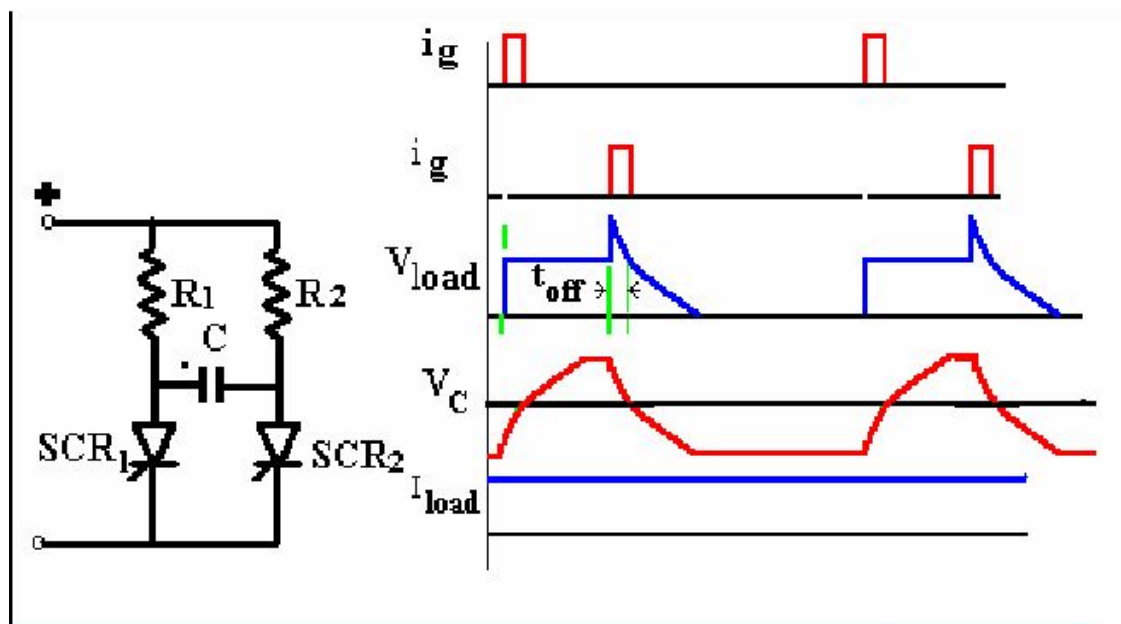 +
R1
R2
C
SCR1
SCR2
ig
ig
Vload
toff
VC
Iload